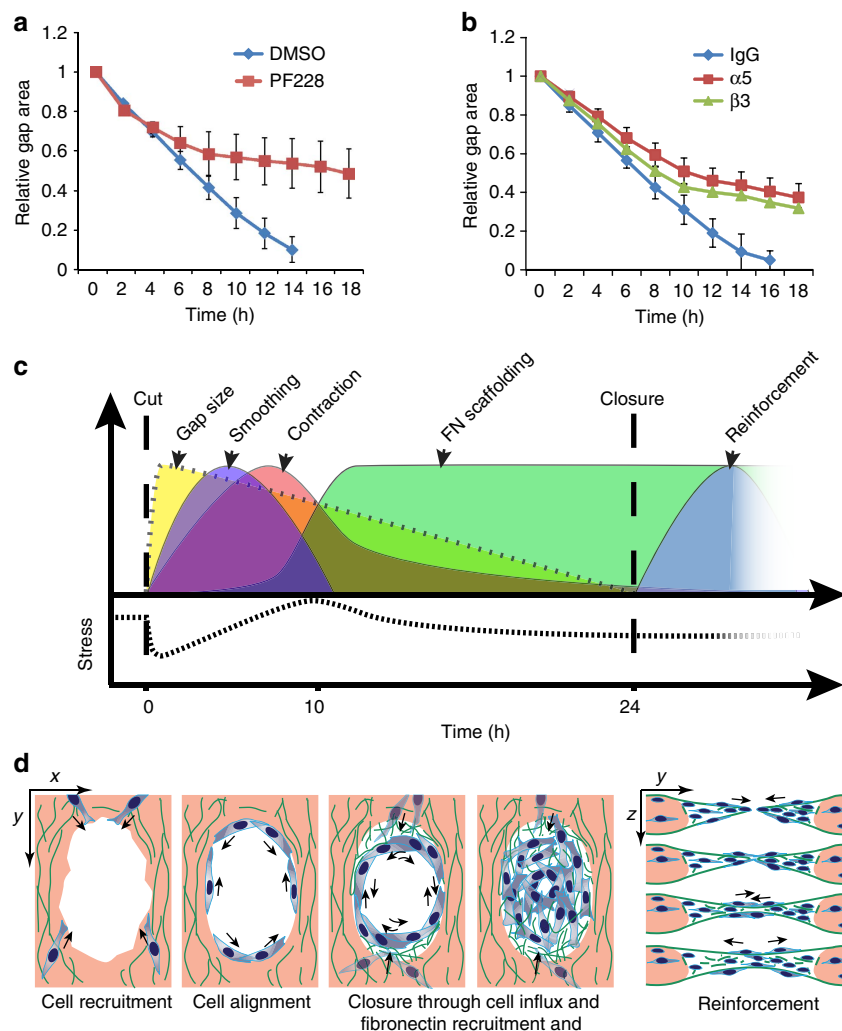 a
1.2
1
0.8
0.6
0.4
0.2
0
Relative gap area
DMSO
PF228
0 2 4 6 8 10 12 14 16 18
Time (h)
b
1.2
1.0
0.8
0.6
0.4
0.2
0
Relative gap area
IgG
α5
β3
0 2 4 6 8 10 12 14 16 18
Time (h)
c
Cut
Gap size
Smoothing
Contraction
FN scaffolding
Closure
Reinforcement
Stress
0 10 24
Time (h)
d
x
y
y
z
Cell recruitment
Cell alignment
Closure through cell influx and
fibronectin recruitment and
Reinforcement